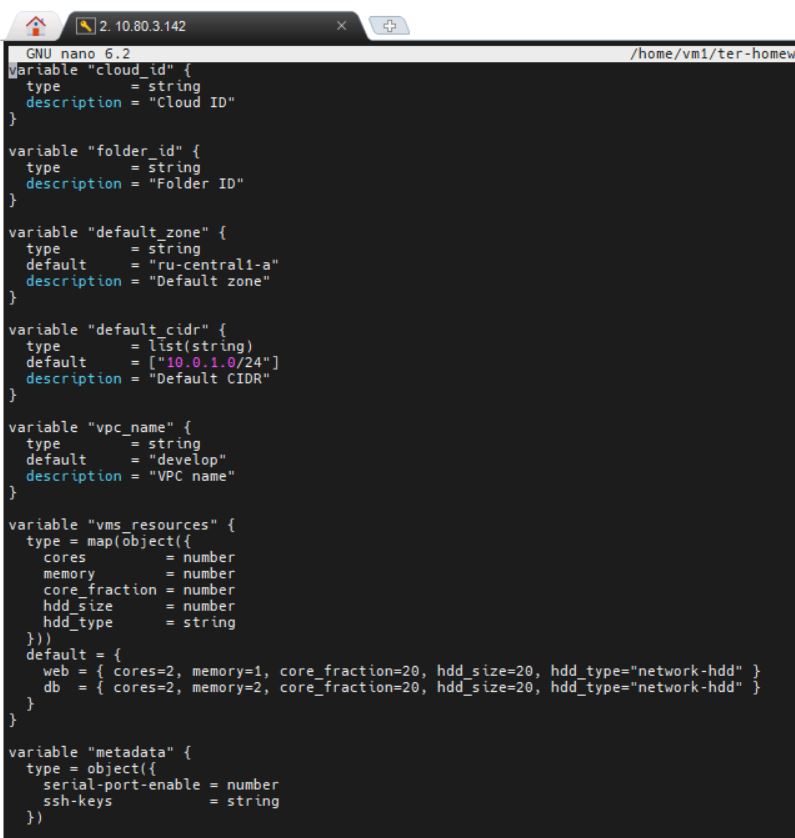 2. 10.80.3.142
GNU nano 6.2 /home/vm1/ter-homew
variable "cloud_id" {
  type        = string
  description = "Cloud ID"
}

variable "folder_id" {
  type        = string
  description = "Folder ID"
}

variable "default_zone" {
  type        = string
  default     = "ru-central1-a"
  description = "Default zone"
}

variable "default_cidr" {
  type        = list(string)
  default     = ["10.0.1.0/24"]
  description = "Default CIDR"
}

variable "vpc_name" {
  type        = string
  default     = "develop"
  description = "VPC name"
}

variable "vms_resources" {
  type = map(object({
    cores         = number
    memory        = number
    core_fraction = number
    hdd_size      = number
    hdd_type      = string
  }))
  default = {
    web = { cores=2, memory=1, core_fraction=20, hdd_size=20, hdd_type="network-hdd" }
    db  = { cores=2, memory=2, core_fraction=20, hdd_size=20, hdd_type="network-hdd" }
  }
}

variable "metadata" {
  type = object({
    serial-port-enable = number
    ssh-keys           = string
  })